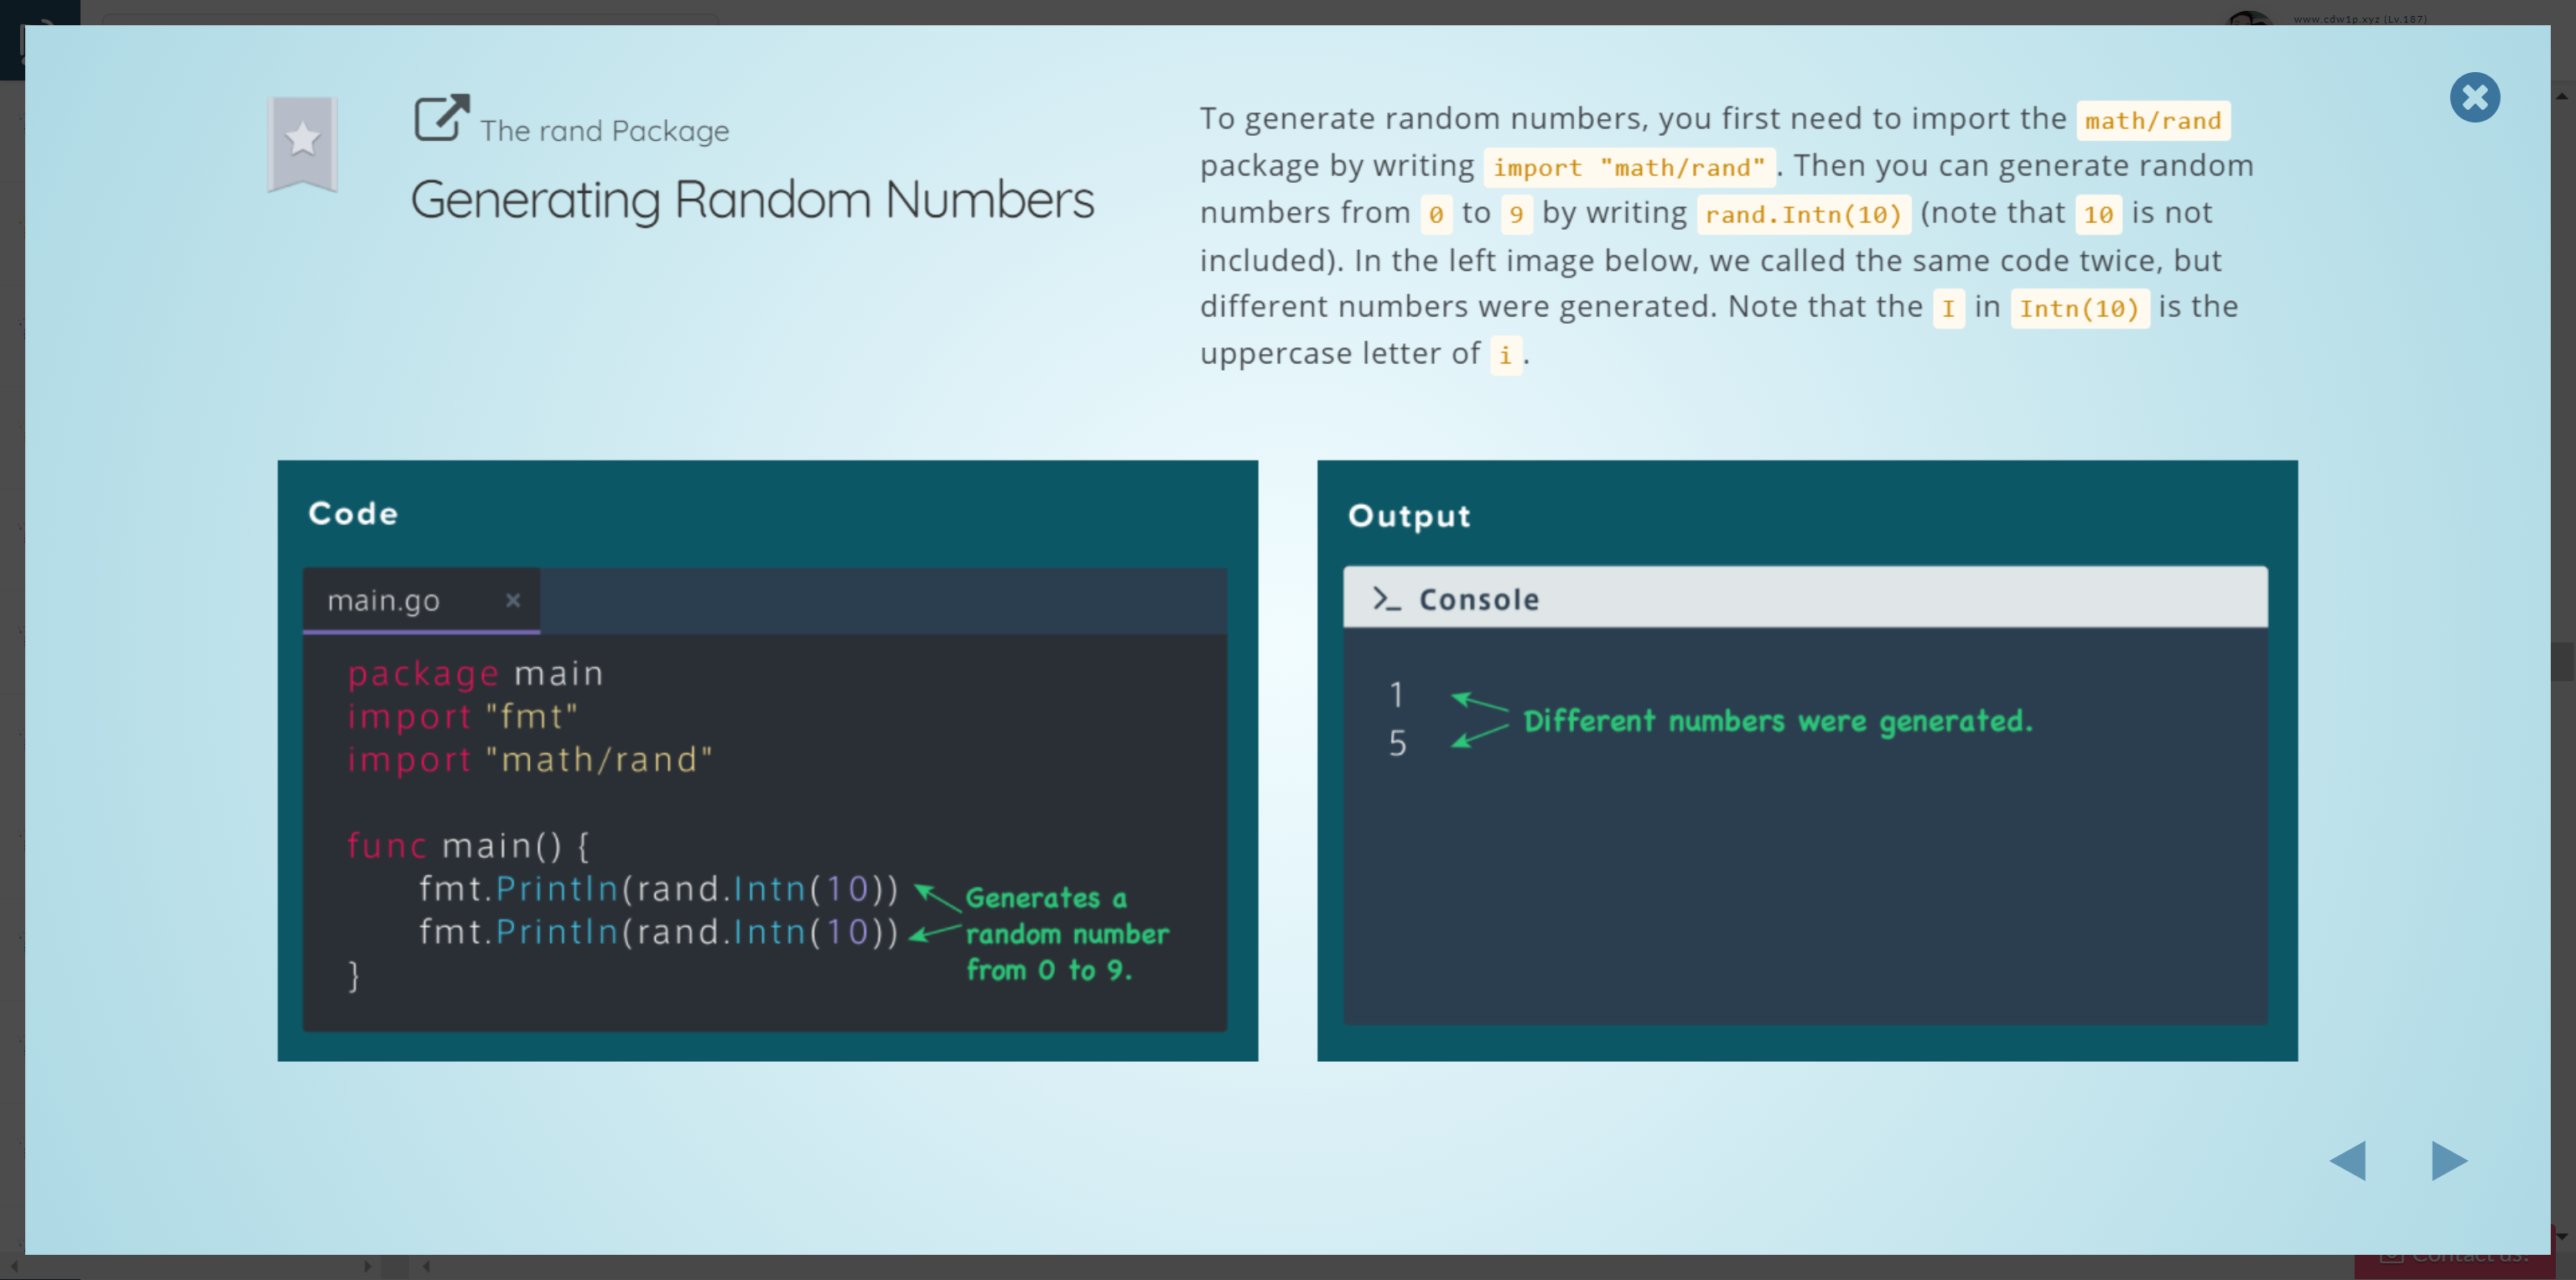 www.cdw1p.xyz (Lv.187)
The rand Package
Generating Random Numbers
To generate random numbers, you first need to import the math/rand
package by writing import "math/rand". Then you can generate random
numbers from 0 to 9 by writing rand.Intn(10) (note that 10 is not
included). In the left image below, we called the same code twice, but
different numbers were generated. Note that the I in Intn(10) is the
uppercase letter of i.
Code
main.go
package main
import "fmt"
import "math/rand"
func main() {
fmt.Println(rand.Intn(10))
fmt.Println(rand.Intn(10))
}
Generates a
random number
from 0 to 9.
Output
>_ Console
1
5
Different numbers were generated.
Contact us!